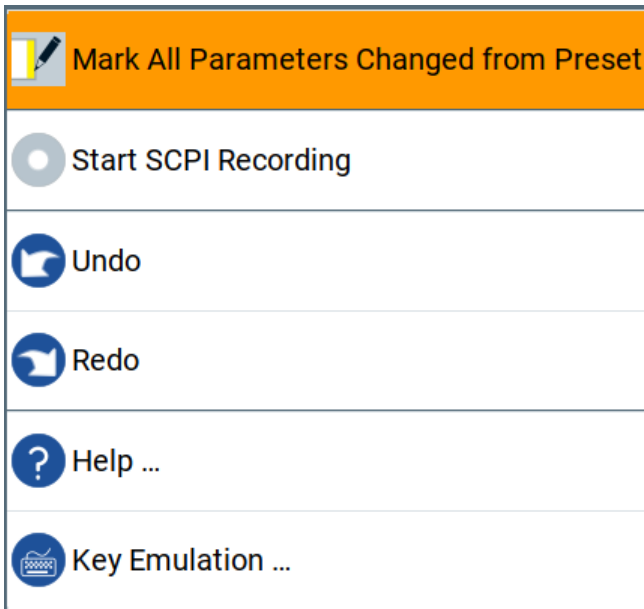 Mark All Parameters Changed from Preset
Start SCPI Recording
Undo
Redo
Help ...
Key Emulation ...